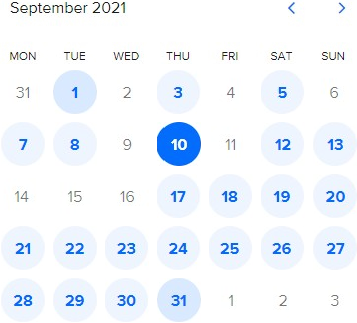 September 2021
MON TUE WED THU FRI SAT SUN
31 1 2 3 4 5 6
7 8 9 10 11 12 13
14 15 16 17 18 19 20
21 22 23 24 25 26 27
28 29 30 31 1 2 3